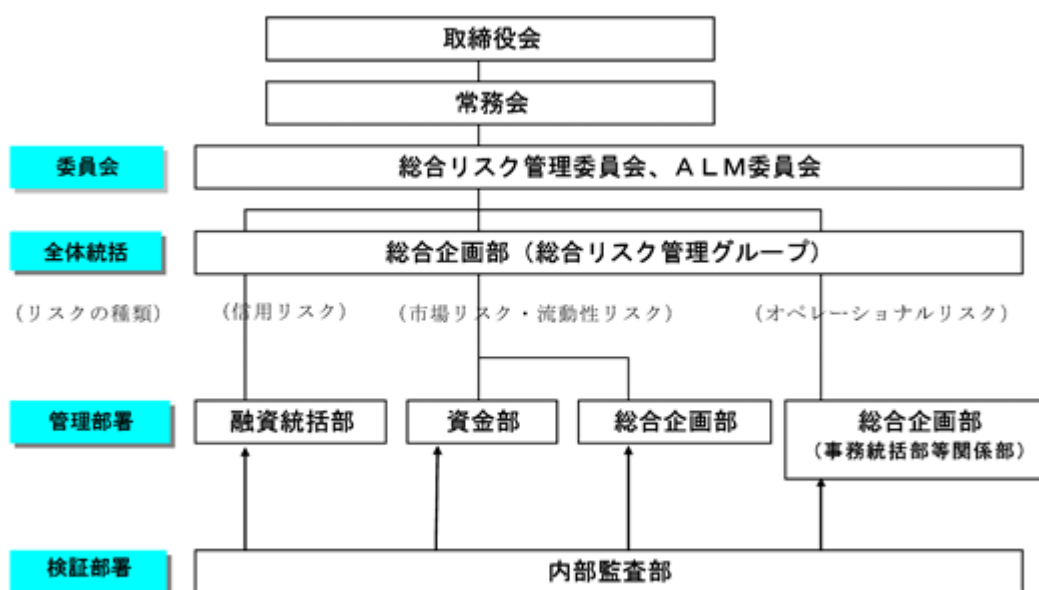 取締役会
常務会
委員会
総合リスク管理委員会、ＡＬＭ委員会
全体統括
総合企画部（総合リスク管理グループ）
（リスクの種類）
（信用リスク）
（市場リスク・流動性リスク）
（オペレーショナルリスク）
管理部署
融資統括部
資金部
総合企画部
総合企画部
（事務統括部等関係部）
検証部署
内部監査部